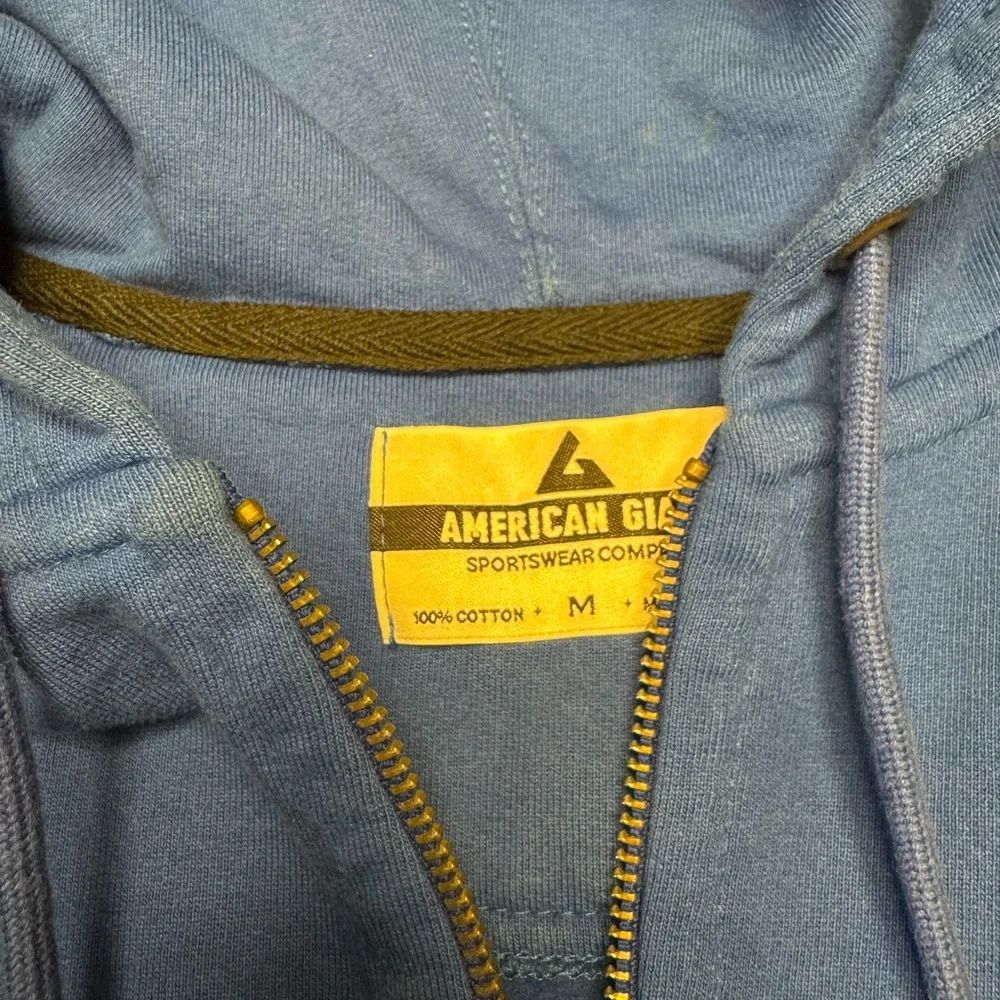 AMERICAN GIA
SPORTSWEAR COMP
100% COTTON + M + M